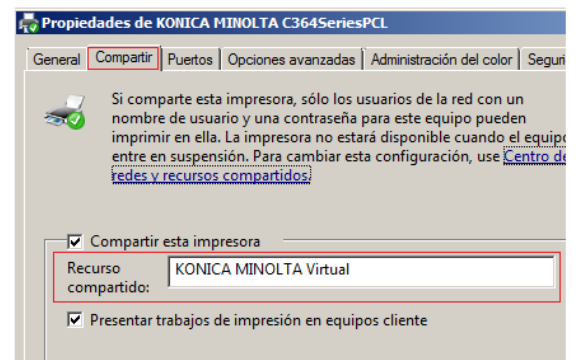 Propiedades de KONICA MINOLTA C364SeriesPCL
General Compartir Puertos Opciones avanzadas Administración del color Seguri
Si comparte esta impresora, sólo los usuarios de la red con un
nombre de usuario y una contraseña para este equipo pueden
imprimir en ella. La impresora no estará disponible cuando el equipo
entre en suspensión. Para cambiar esta configuración, use Centro de
redes y recursos compartidos.
Compartir esta impresora
Recurso
compartido:
KONICA MINOLTA Virtual
Presentar trabajos de impresión en equipos cliente